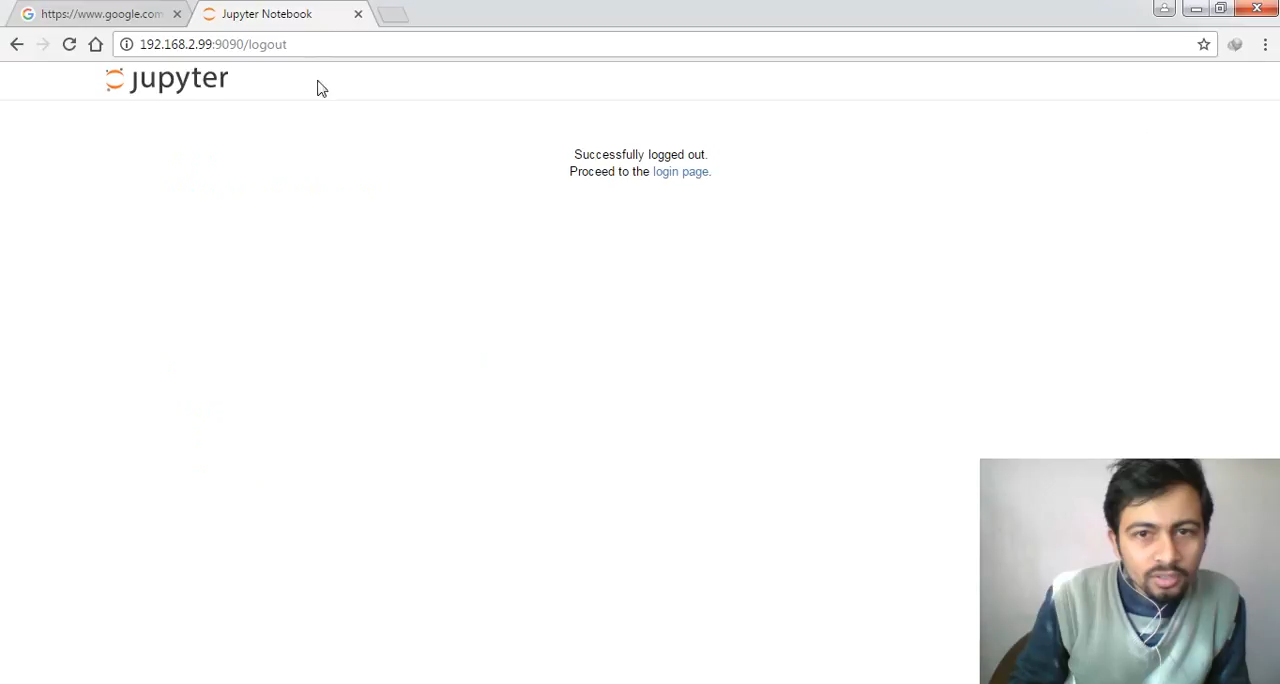 https://www.google.com
Jupyter Notebook
192.168.2.99:9090/logout
jupyter
Successfully logged out.
Proceed to the login page.